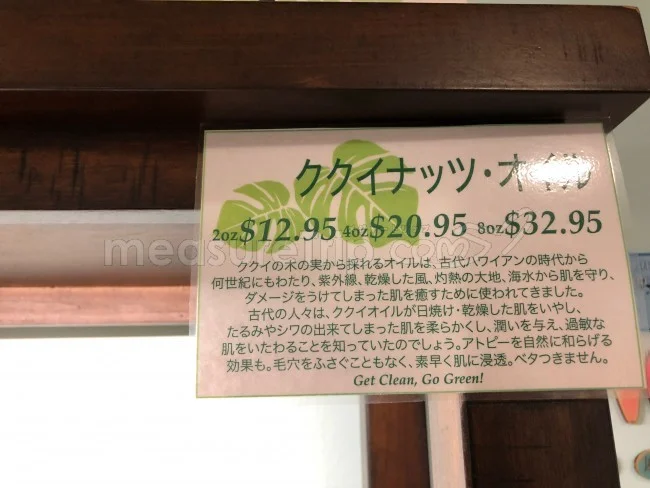 ククイナッツ・オイル
2oz$12.95 4oz$20.95 8oz$32.95
ククイの木の実から採れるオイルは、古代ハワイアンの時代から
何世紀にもわたり、紫外線、乾燥した風、灼熱の大地、海水から肌を守り、
ダメージをうけてしまった肌を癒すために使われてきました。
古代の人々は、ククイオイルが日焼け・乾燥した肌をいやし、
たるみやシワの出来てしまった肌を柔らかくし、潤いを与え、過敏な
肌をいたわることを知っていたのでしょう。アトピーを自然に和らげる
効果も。毛穴をふさぐこともなく、素早く肌に浸透。ベタつきません。
Get Clean, Go Green!